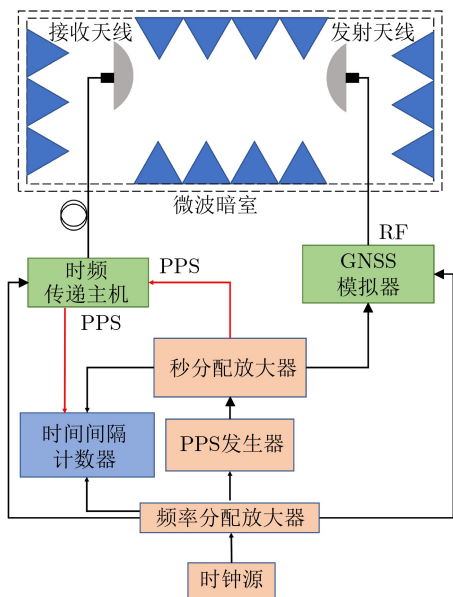 接收天线
发射天线
微波暗室
RF
时频
传递主机
PPS
GNSS
模拟器
PPS
秒分配放大器
时间间隔
计数器
PPS发生器
频率分配放大器
时钟源